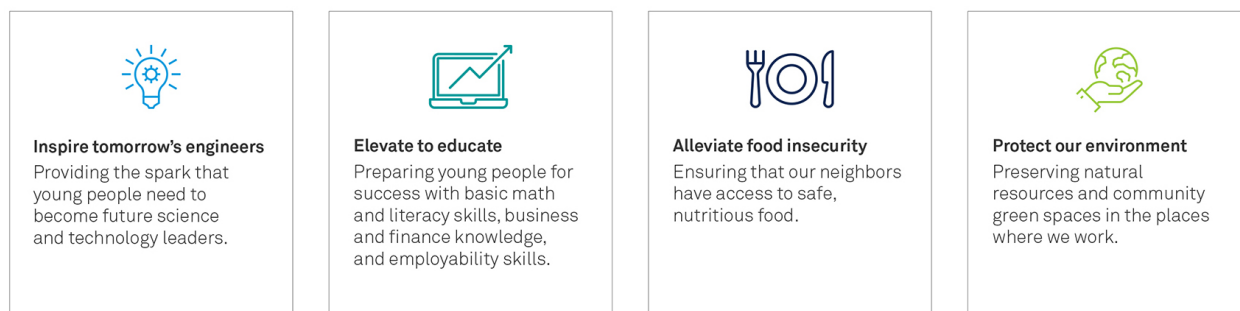 Inspire tomorrow’s engineers
Providing the spark that
young people need to
become future science
and technology leaders.
Elevate to educate
Preparing young people for
success with basic math
and literacy skills, business
and finance knowledge,
and employability skills.
Alleviate food insecurity
Ensuring that our neighbors
have access to safe,
nutritious food.
Protect our environment
Preserving natural
resources and community
green spaces in the places
where we work.